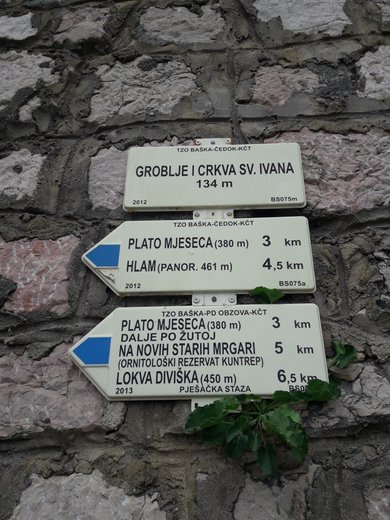 TZO BAŠKA-ČEDOK-KČT
GROBLJE I CRKVA SV. IVANA
134 m
2012 BS075m
TZO BAŠKA-ČEDOK-KČT
PLATO MJESECA (380 m) 3 km
HLAM (PANOR. 461 m) 4,5 km
2012 BS075a
TZO BAŠKA-PD OBZOVA-KČT
PLATO MJESECA (380 m) 3 km
DALJE PO ŽUTOJ
NA NOVIH STARIH MRGARI 5 km
(ORNITOLOŠKI REZERVAT KUNTREP)
LOKVA DIVIŠKA (450 m) 6,5 km
2013 PJEŠAČKA STAZA